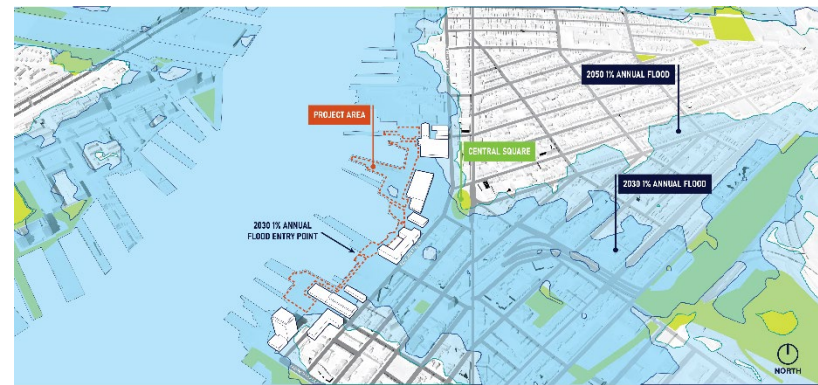 2050 1% ANNUAL FLOOD
PROJECT AREA
CENTRAL SQUARE
2030 1% ANNUAL
FLOOD ENTRY POINT
2030 1% ANNUAL FLOOD
NORTH